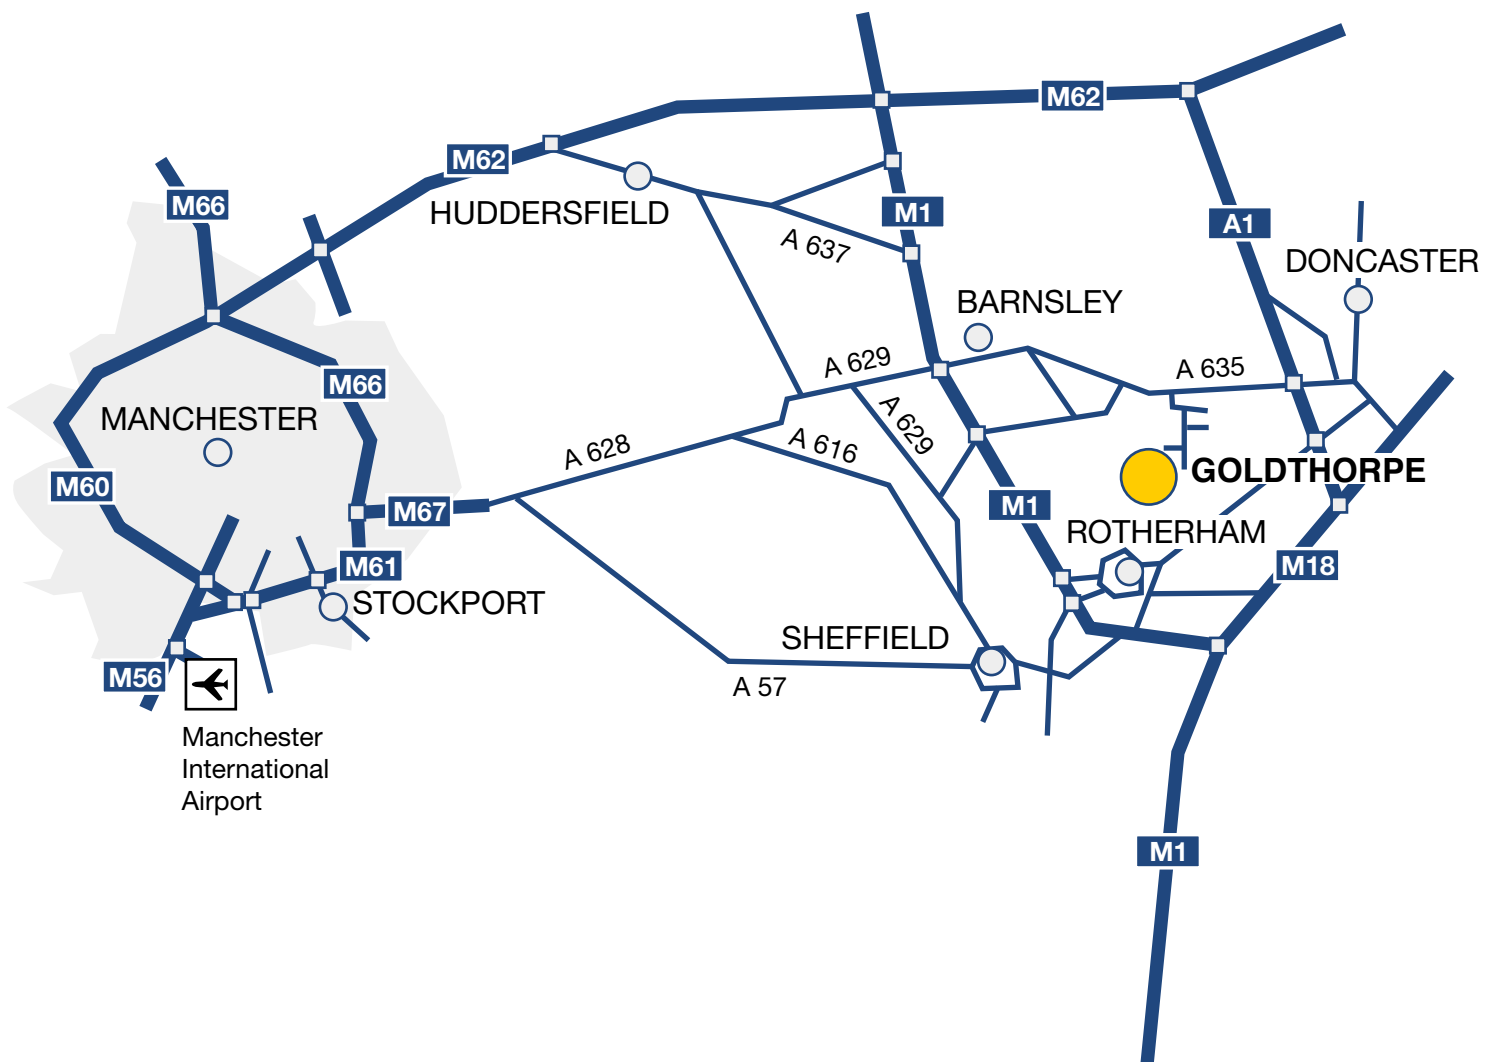 M62
M62
M66
HUDDERSFIELD
M1
A1
A 637
DONCASTER
BARNSLEY
A 629
A 635
M66
MANCHESTER
A 629
A 616
A 628
GOLDTHORPE
M60
M67
M1
ROTHERHAM
M61
M18
STOCKPORT
SHEFFIELD
M56
A 57
Manchester
International
Airport
M1